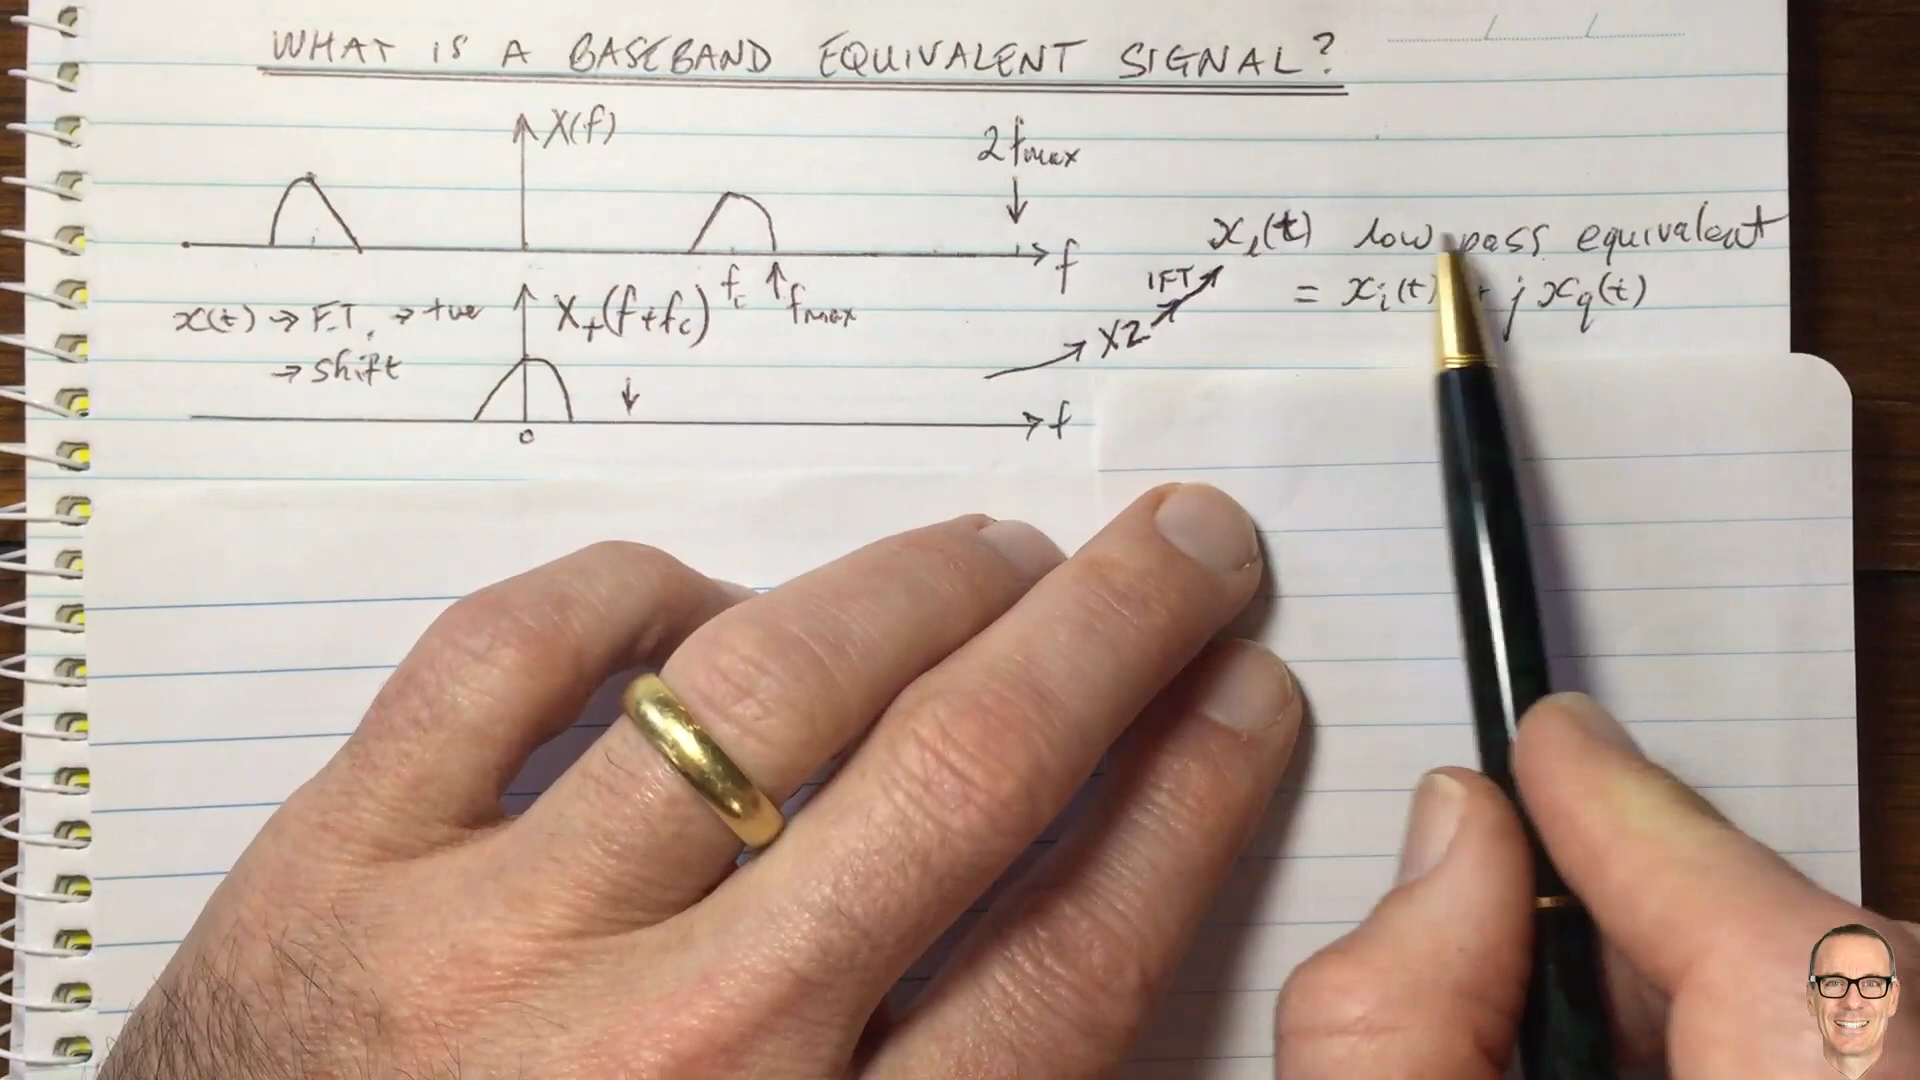 WHAT IS A BASEBAND EQUIVALENT SIGNAL?
X(f)
2fmax
f
fc
fmax
x(t) → F.T. → +ve
→ shift
X+(f+fc)
0
f
X2
IFT
xl(t) low pass equivalent
= xi(t) + j xq(t)